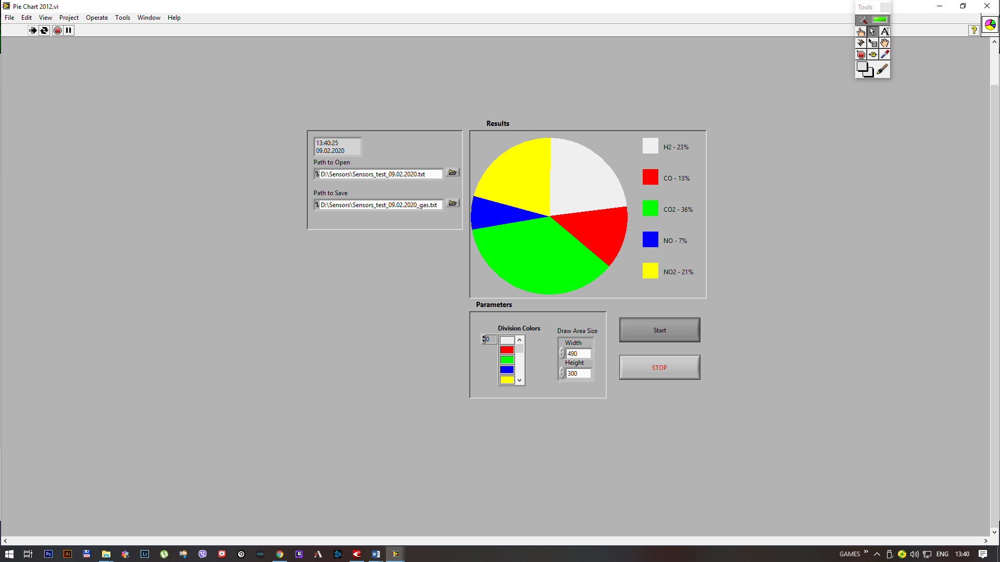 Pie Chart 2012.vi
File Edit View Project Operate Tools Window Help
Tools
?
A
P
Results
13:40:25
09.02.2020
Path to Open
D:\Sensors\Sensors_test_09.02.2020.txt
Path to Save
D:\Sensors\Sensors_test_09.02.2020_gas.txt
H2 - 23%
CO - 13%
CO2 - 36%
NO - 7%
NO2 - 21%
Parameters
Division Colors
0
Draw Area Size
Width
490
Height
300
Start
STOP
Ps Ai Lr
GAMES ENG 13:40